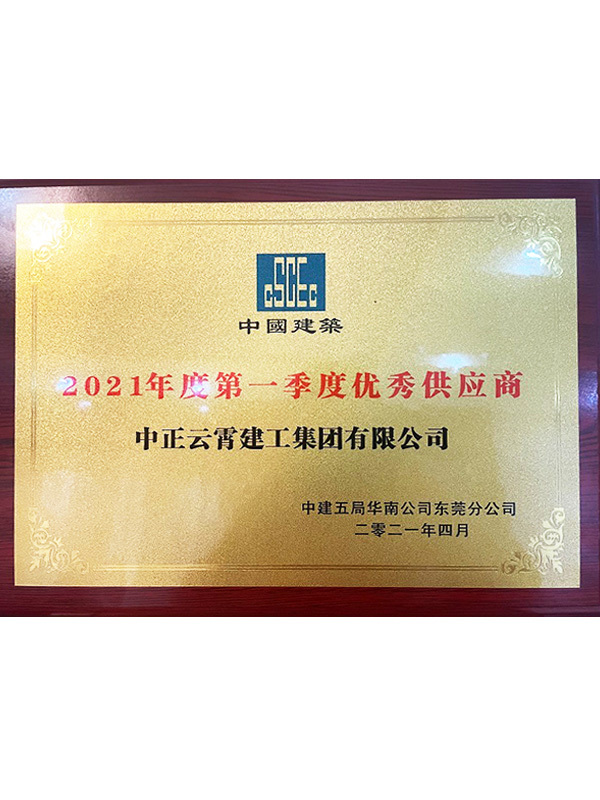 CSCEC
中國建築
2021年度第一季度优秀供应商
中正云霄建工集团有限公司
中建五局华南公司东莞分公司
二零二一年四月